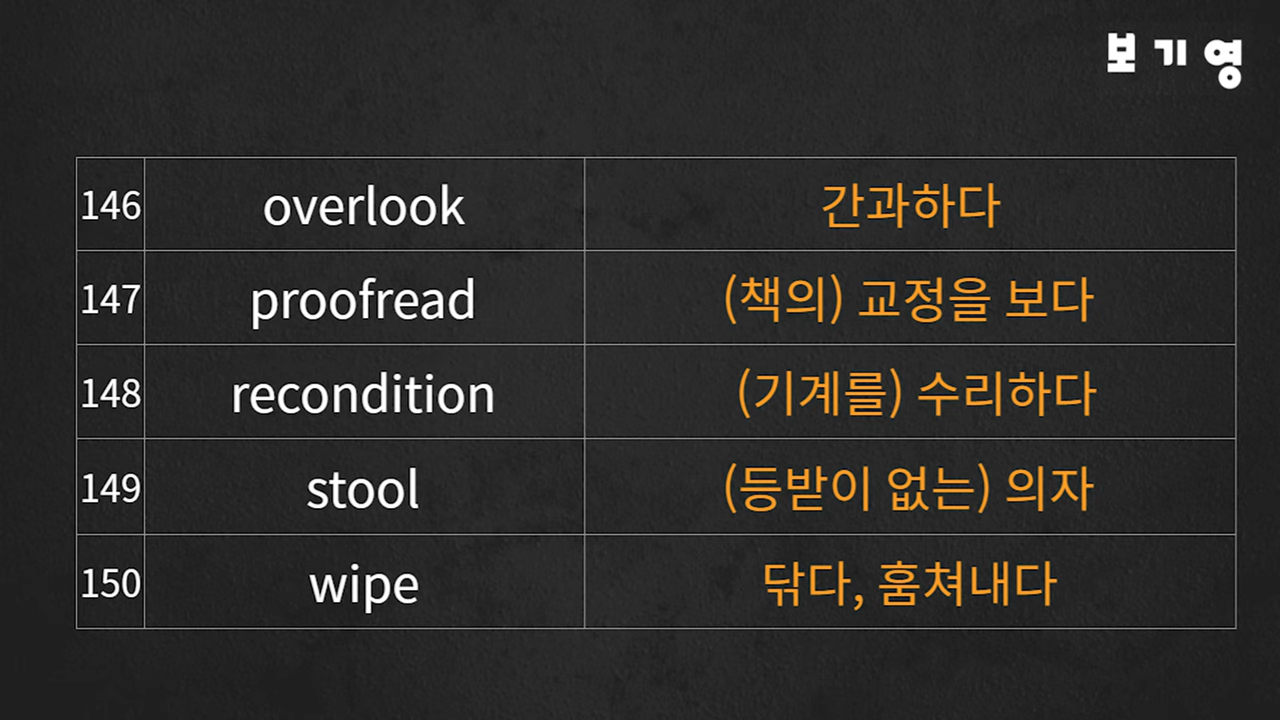 보기영
146 overlook 간과하다
147 proofread (책의) 교정을 보다
148 recondition (기계를) 수리하다
149 stool (등받이 없는) 의자
150 wipe 닦다, 훔쳐내다